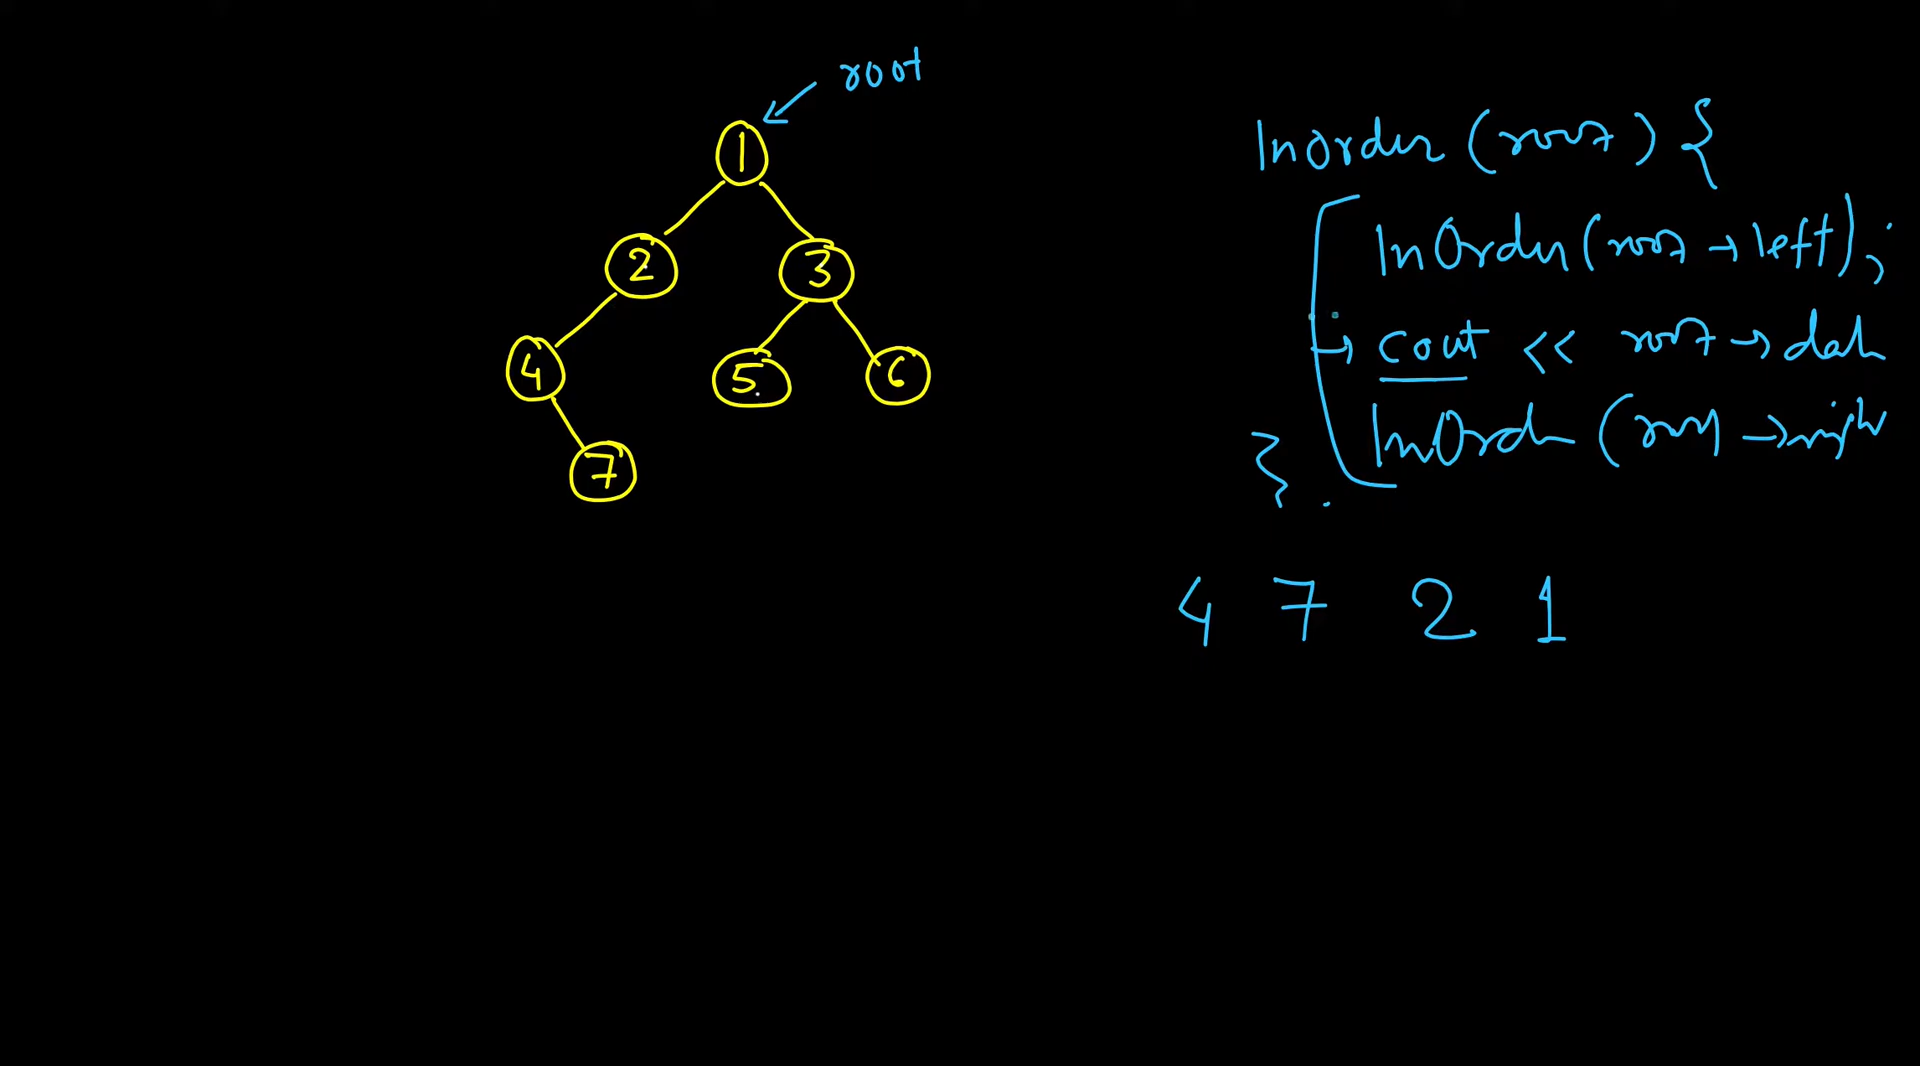 root
1
2 3
4 5 6
7
InOrder (root) {
InOrder (root → left);
→ cout << root → data
InOrder (root → right
}
4 7 2 1